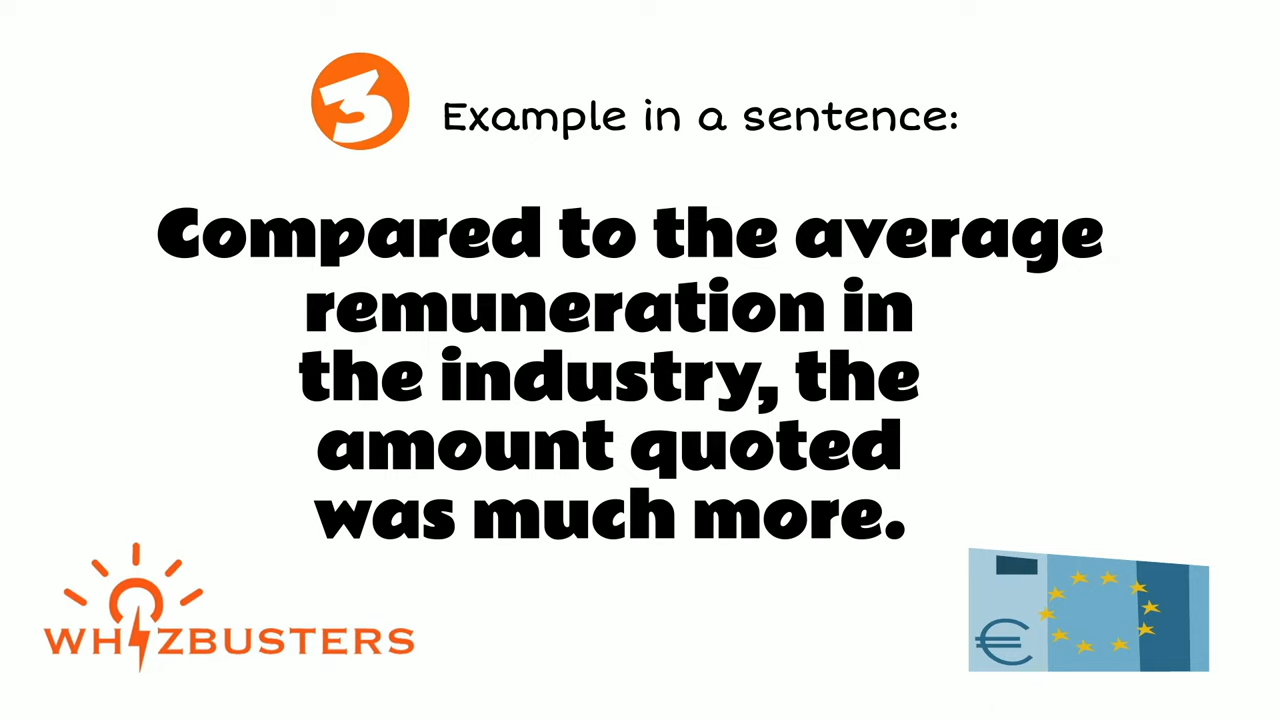 3 Example in a sentence:
Compared to the average
remuneration in
the industry, the
amount quoted
was much more.
WHIZBUSTERS
€